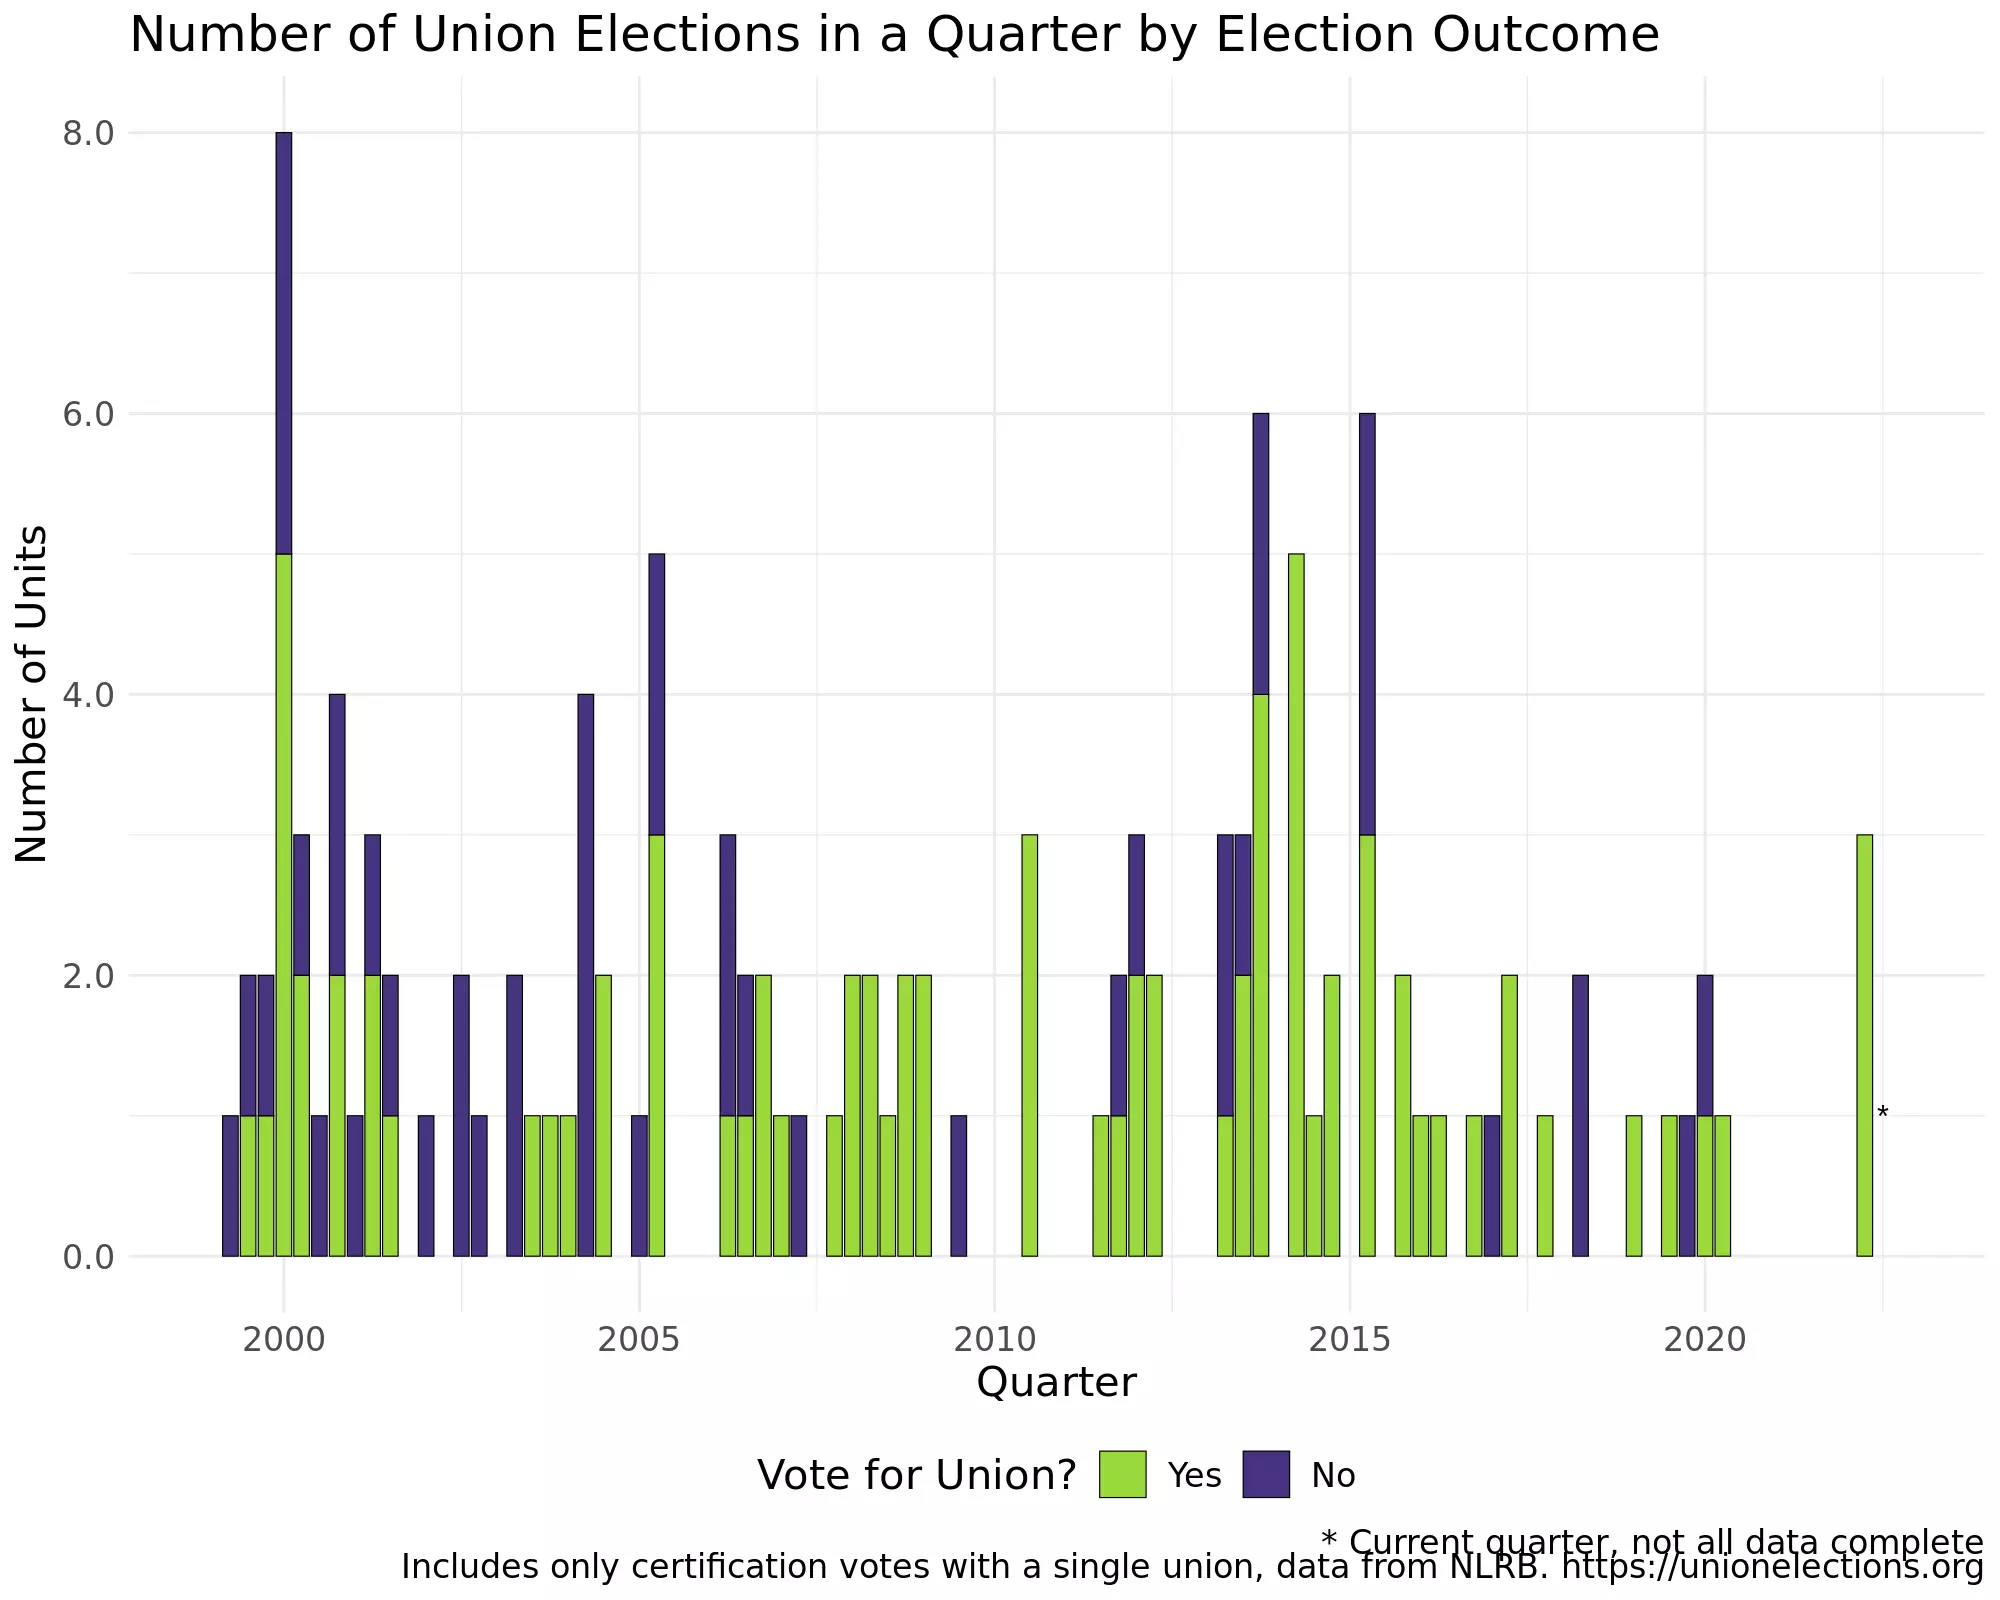 Number of Union Elections in a Quarter by Election Outcome
8.0
6.0
4.0
2.0
0.0
Number of Units
*
2000 2005 2010 2015 2020
Quarter
Vote for Union? Yes No
* Current quarter, not all data complete
Includes only certification votes with a single union, data from NLRB. https://unionelections.org